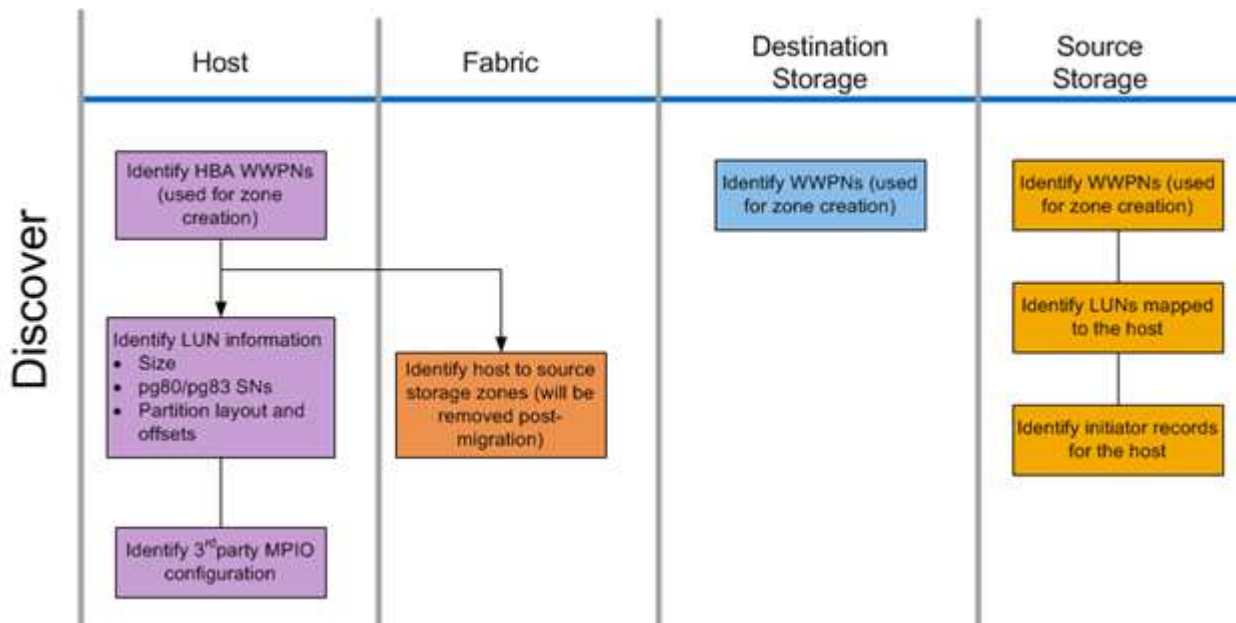 Discover
Host
Fabric
Destination
Storage
Source
Storage
Identify HBA WWPNs
(used for zone
creation)
Identify LUN information
• Size
• pg80/pg83 SNs
• Partition layout and
offsets
Identify 3rd party MPIO
configuration
Identify host to source
storage zones (will be
removed post-
migration)
Identify WWPNs (used
for zone creation)
Identify WWPNs (used
for zone creation)
Identify LUNs mapped
to the host
Identify initiator records
for the host